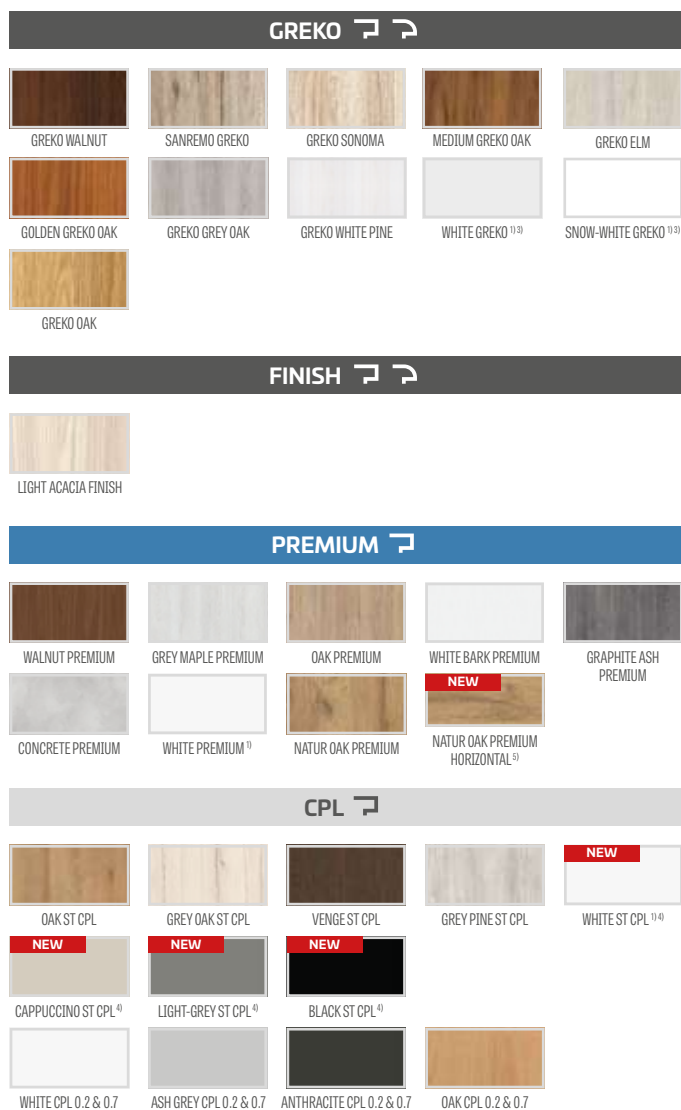 GREKO
GREKO WALNUT
SANREMO GREKO
GREKO SONOMA
MEDIUM GREKO OAK
GREKO ELM
GOLDEN GREKO OAK
GREKO GREY OAK
GREKO WHITE PINE
WHITE GREKO 1) 3)
SNOW-WHITE GREKO 1) 3)
GREKO OAK
FINISH
LIGHT ACACIA FINISH
PREMIUM
WALNUT PREMIUM
GREY MAPLE PREMIUM
OAK PREMIUM
WHITE BARK PREMIUM
GRAPHITE ASH
PREMIUM
CONCRETE PREMIUM
WHITE PREMIUM 1)
NATUR OAK PREMIUM
NEW
NATUR OAK PREMIUM
HORIZONTAL 5)
CPL
OAK ST CPL
GREY OAK ST CPL
VENGE ST CPL
GREY PINE ST CPL
NEW
WHITE ST CPL 1) 4)
NEW
CAPPUCCINO ST CPL 4)
NEW
LIGHT-GREY ST CPL 4)
NEW
BLACK ST CPL 4)
WHITE CPL 0.2 & 0.7
ASH GREY CPL 0.2 & 0.7
ANTHRACITE CPL 0.2 & 0.7
OAK CPL 0.2 & 0.7